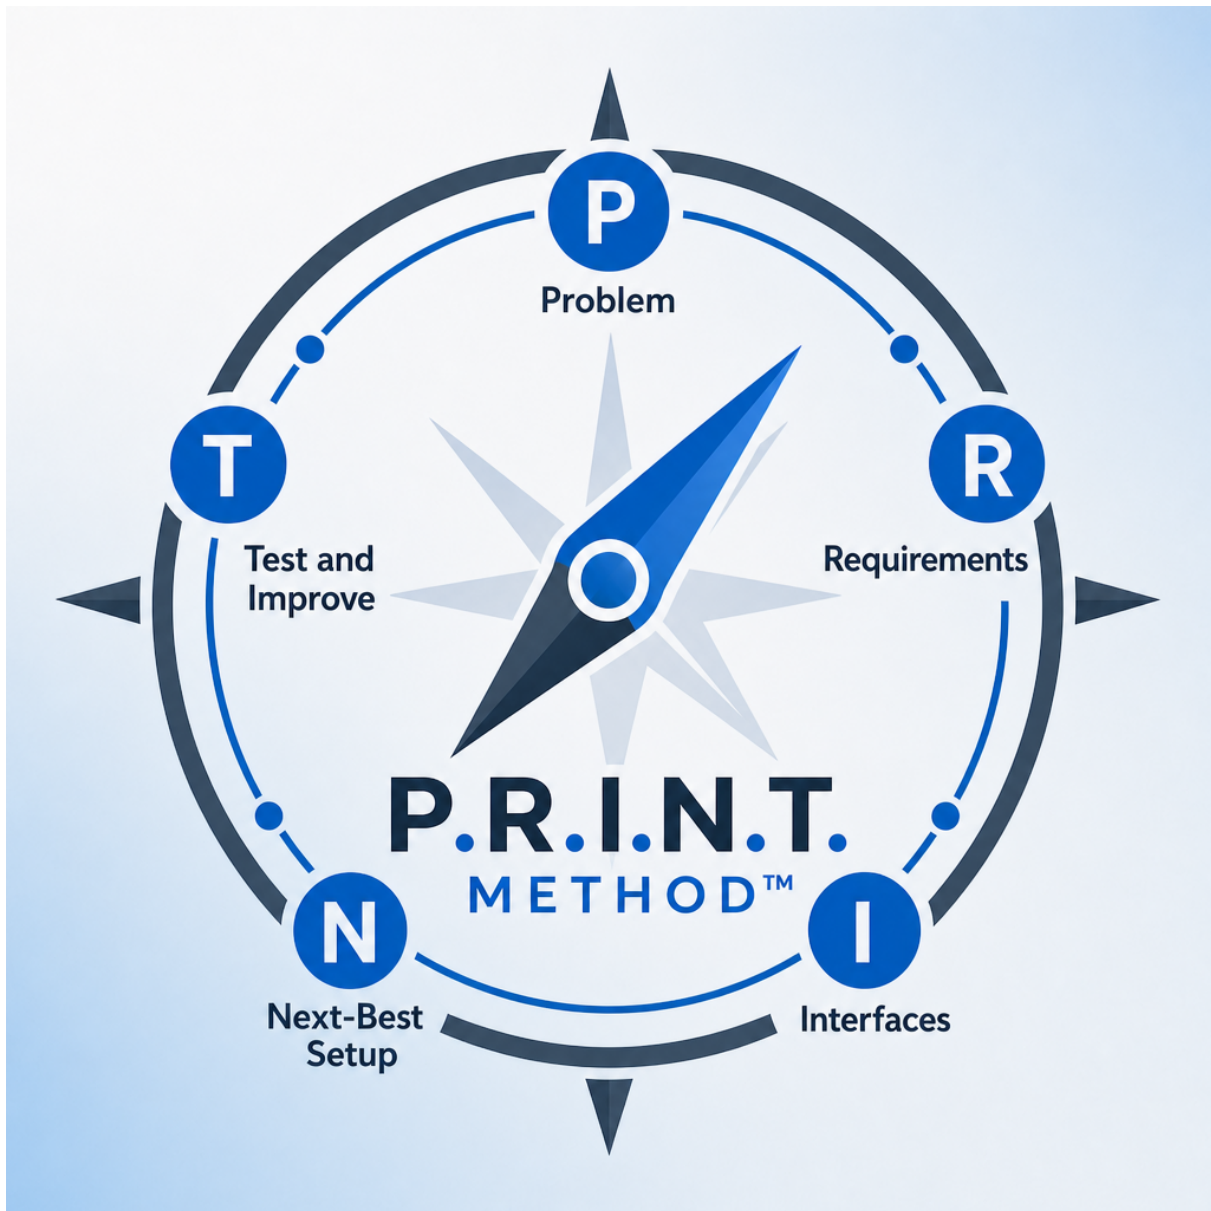 P
Problem
T
R
Test and
Improve
Requirements
P.R.I.N.T.
METHOD™
N
I
Next-Best
Setup
Interfaces